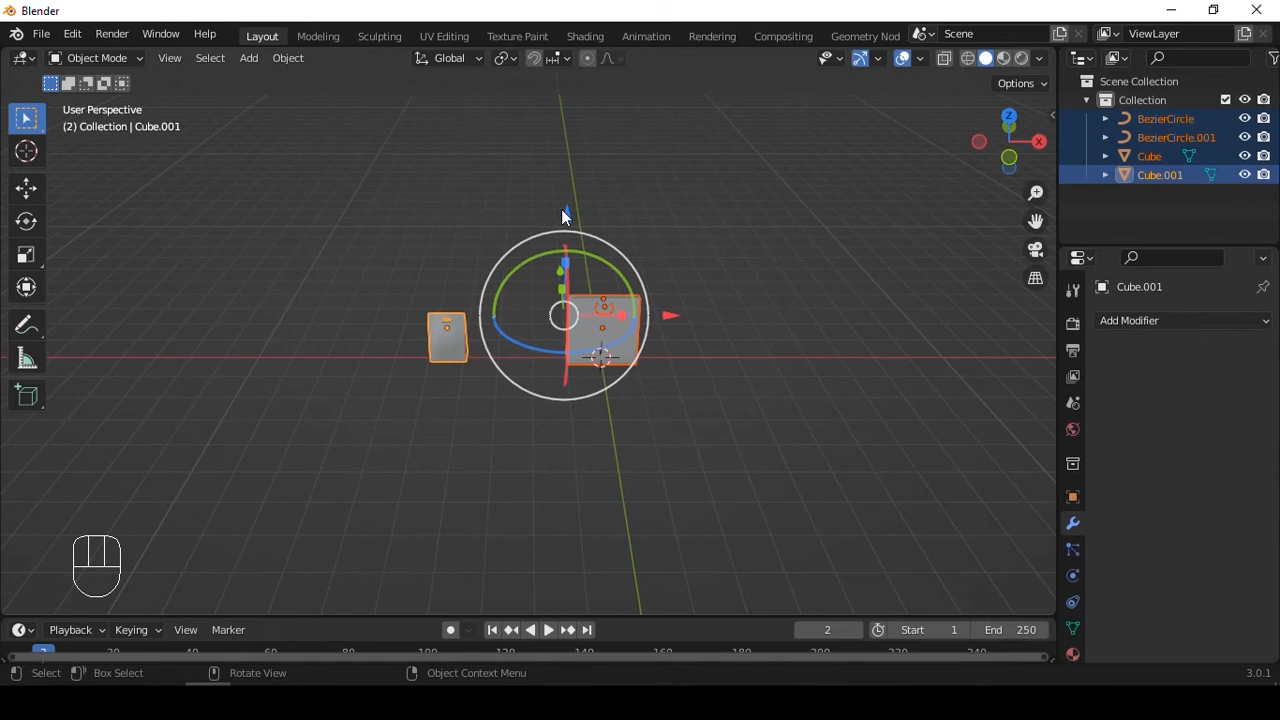 Blender
File Edit Render Window Help Layout Modeling Sculpting UV Editing Texture Paint Shading Animation Rendering Compositing Geometry Nod Scene ViewLayer
Object Mode View Select Add Object Global
Options
User Perspective
(2) Collection | Cube.001
Z
X
Scene Collection
Collection
BezierCircle
BezierCircle.001
Cube
Cube.001
Cube.001
Add Modifier
Playback Keying View Marker 2 Start 1 End 250
Select Box Select Rotate View Object Context Menu 3.0.1